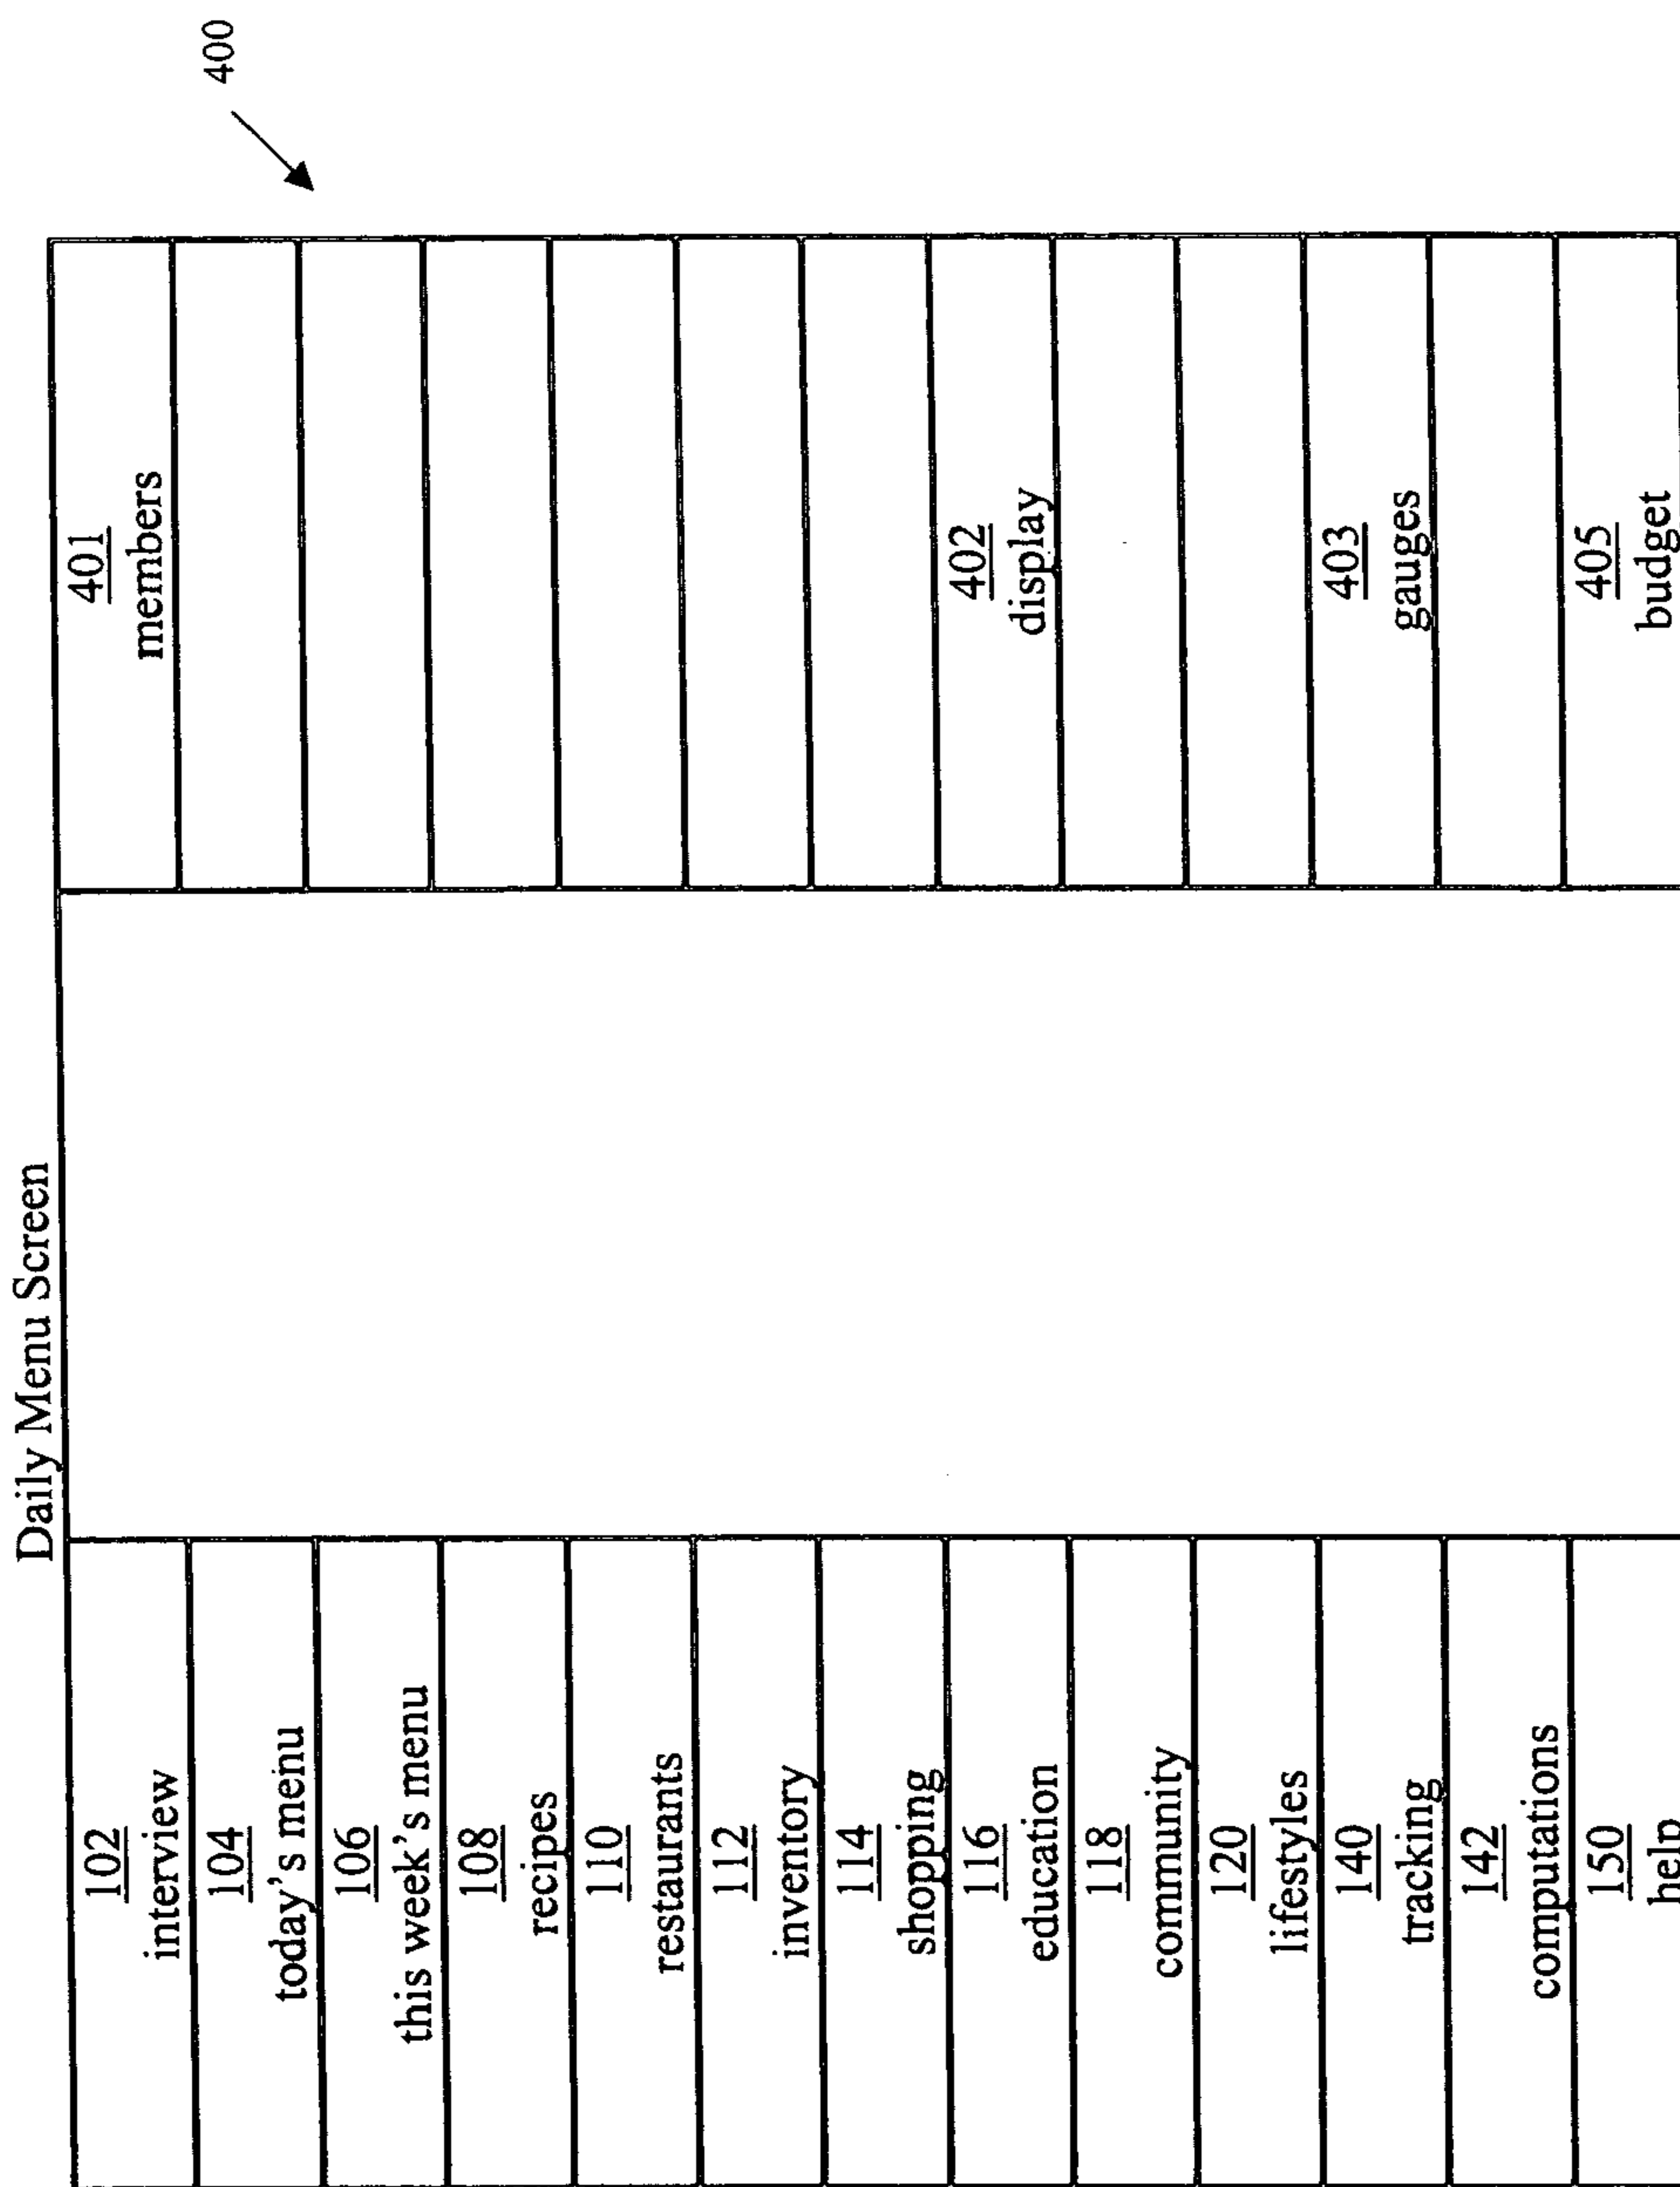 Daily Menu Screen
400
102
interview
104
today's menu
106
this week's menu
108
recipes
110
restaurants
112
inventory
114
shopping
116
education
118
community
120
lifestyles
140
tracking
142
computations
150
help
401
members
402
display
403
gauges
405
budget